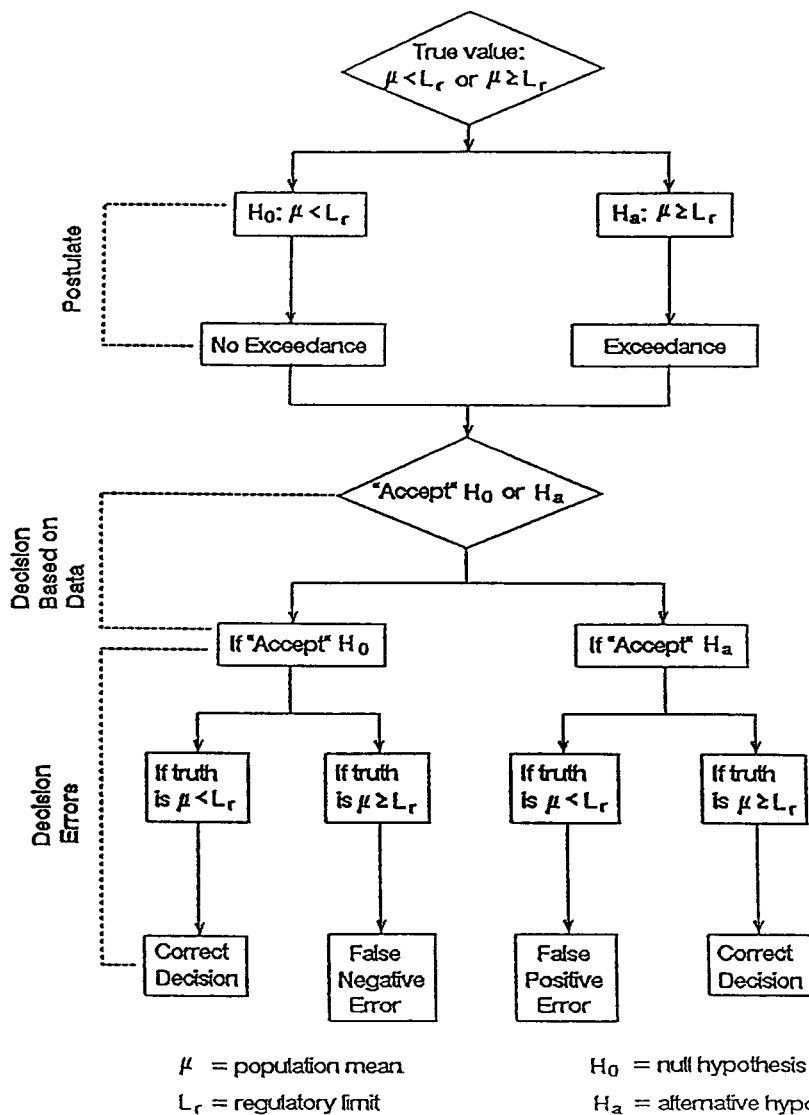 True value:
μ < Lr or μ ≥ Lr
H0: μ < Lr
Ha: μ ≥ Lr
Postulate
No Exceedance
Exceedance
"Accept" H0 or Ha
Decision
Based on
Data
If "Accept" H0
If "Accept" Ha
If truth
is μ < Lr
If truth
is μ ≥ Lr
If truth
is μ < Lr
If truth
is μ ≥ Lr
Decision
Errors
Correct
Decision
False
Negative
Error
False
Positive
Error
Correct
Decision
μ = population mean
H0 = null hypothesis
Lr = regulatory limit
Ha = alternative hypo